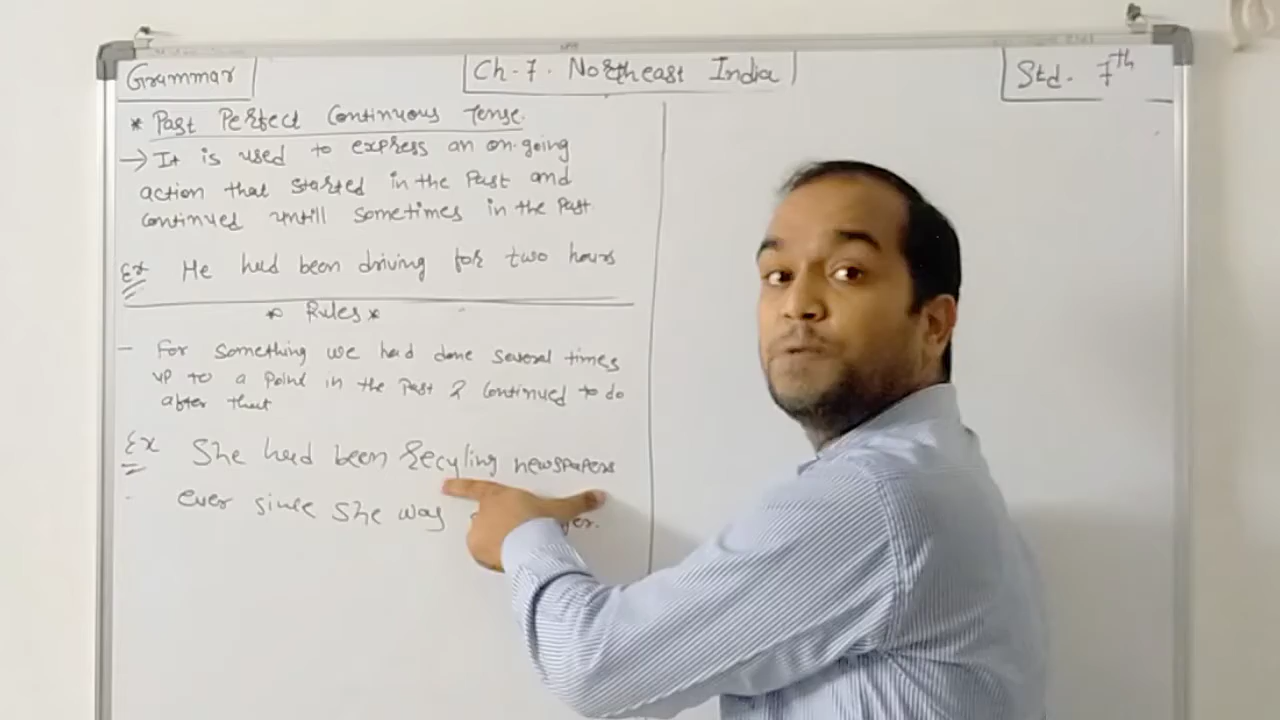 Grammar
Ch-7. Northeast India
Std. 7th
* Past Perfect Continuous Tense.
→ It is used to express an on-going
action that started in the Past and
continued untill sometimes in the Past.
Ex He had been driving for two hours
* Rules *
- For something we had done several times
up to a point in the Past & continued to do
after that
Ex She had been Recyling newspapers
ever since she was